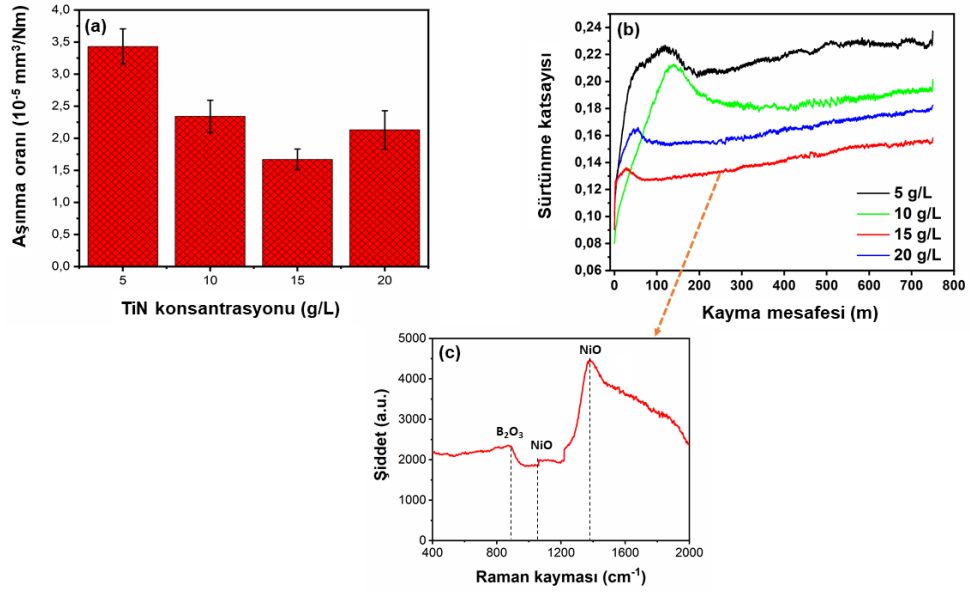 (a)
Aşınma oranı (10⁻⁵ mm³/Nm)
4,0
3,5
3,0
2,5
2,0
1,5
1,0
0,5
0,0
5 10 15 20
TiN konsantrasyonu (g/L)
(b)
Sürtünme katsayısı
0,24
0,22
0,20
0,18
0,16
0,14
0,12
0,10
0,08
0,06
5 g/L
10 g/L
15 g/L
20 g/L
0 100 200 300 400 500 600 700 800
Kayma mesafesi (m)
(c)
Şiddet (a.u.)
5000
4000
3000
2000
1000
0
NiO
B₂O₃
NiO
400 800 1200 1600 2000
Raman kayması (cm⁻¹)